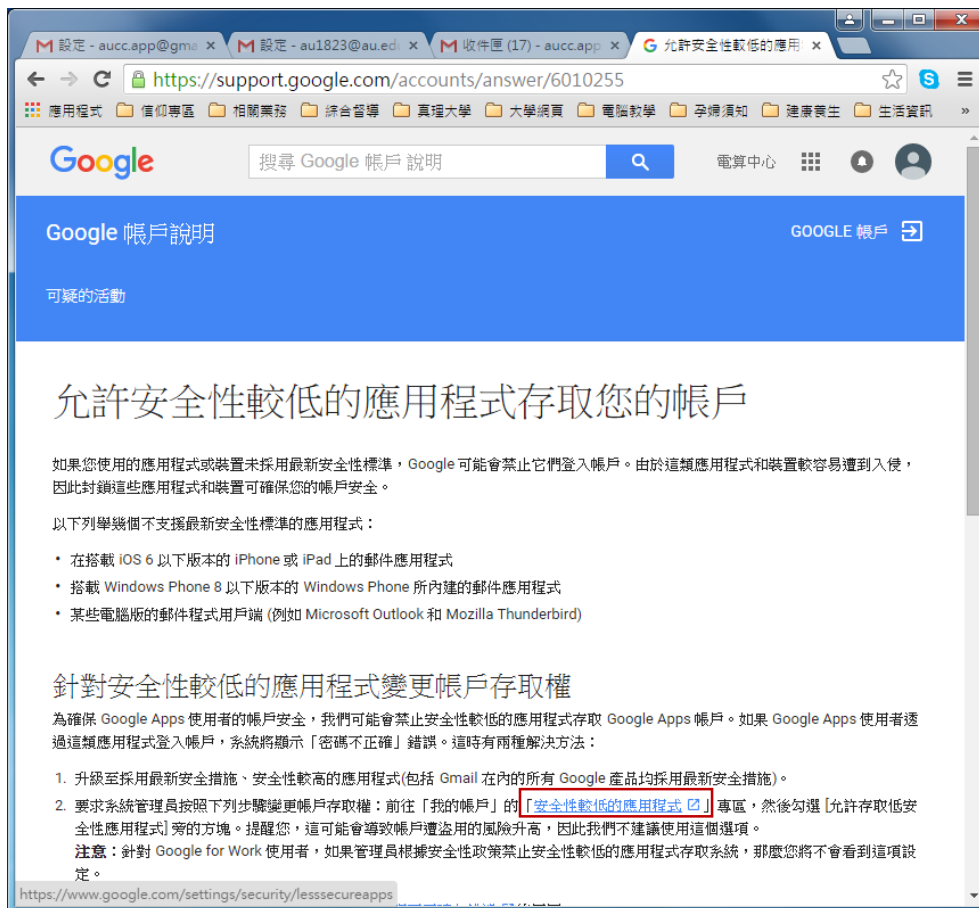 設定 - aucc.app@gma
設定 - au1823@au.ed
收件匣 (17) - aucc.app
允許安全性較低的應用
https://support.google.com/accounts/answer/6010255
應用程式 信仰專區 相關業務 綜合督導 真理大學 大學網頁 電腦教學 孕婦須知 建康養生 生活資訊 »
Google 搜尋 Google 帳戶 說明 電算中心
Google 帳戶說明 GOOGLE 帳戶
可疑的活動
允許安全性較低的應用程式存取您的帳戶
如果您使用的應用程式或裝置未採用最新安全性標準,Google 可能會禁止它們登入帳戶。由於這類應用程式和裝置較容易遭到入侵,
因此封鎖這些應用程式和裝置可確保您的帳戶安全。
以下列舉幾個不支援最新安全性標準的應用程式:
• 在搭載 iOS 6 以下版本的 iPhone 或 iPad 上的郵件應用程式
• 搭載 Windows Phone 8 以下版本的 Windows Phone 所內建的郵件應用程式
• 某些電腦版的郵件程式用戶端 (例如 Microsoft Outlook 和 Mozilla Thunderbird)
針對安全性較低的應用程式變更帳戶存取權
為確保 Google Apps 使用者的帳戶安全,我們可能會禁止安全性較低的應用程式存取 Google Apps 帳戶。如果 Google Apps 使用者透
過這類應用程式登入帳戶,系統將顯示「密碼不正確」錯誤。這時有兩種解決方法:
1. 升級至採用最新安全措施、安全性較高的應用程式(包括 Gmail 在內的所有 Google 產品均採用最新安全措施)。
2. 要求系統管理員按照下列步驟變更帳戶存取權:前往「我的帳戶」的「安全性較低的應用程式」專區,然後勾選 [允許存取低安
全性應用程式] 旁的方塊。提醒您,這可能會導致帳戶遭盜用的風險升高,因此我們不建議使用這個選項。
注意:針對 Google for Work 使用者,如果管理員根據安全性政策禁止安全性較低的應用程式存取系統,那麼您將不會看到這項設
定。
https://www.google.com/settings/security/lesssecureapps